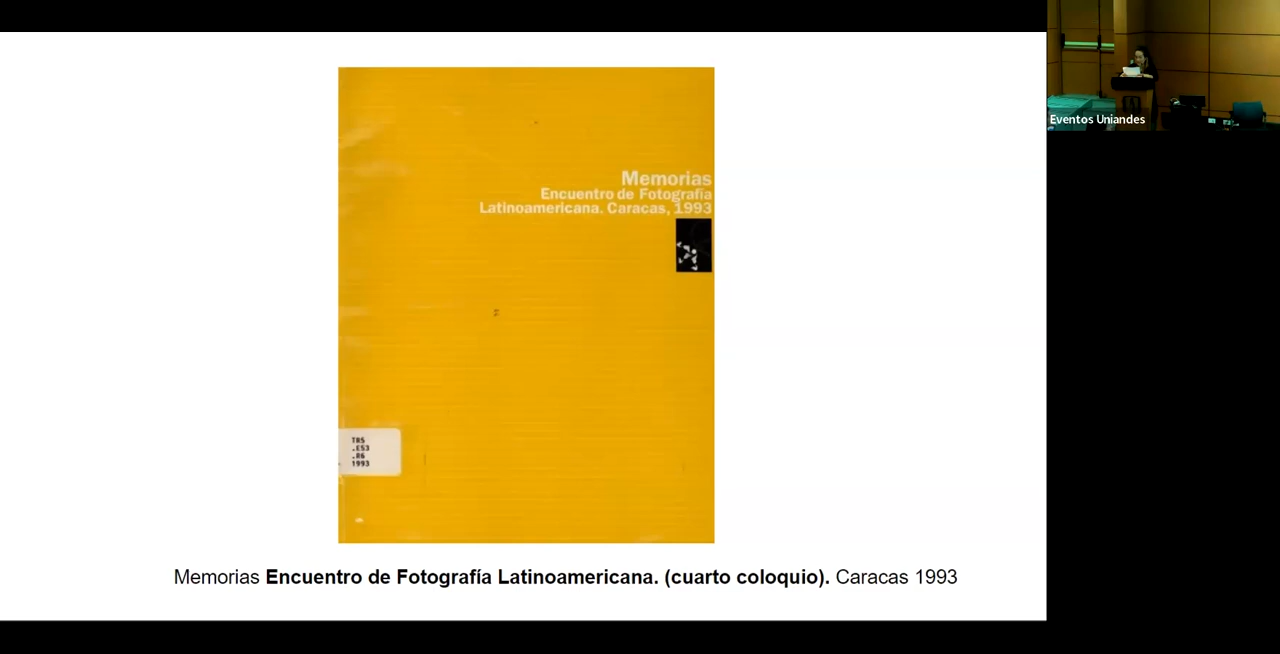 Memorias
Encuentro de Fotografía
Latinoamericana. Caracas, 1993
TR5
.E53
.R6
1993
Memorias Encuentro de Fotografía Latinoamericana. (cuarto coloquio). Caracas 1993
Eventos Uniandes